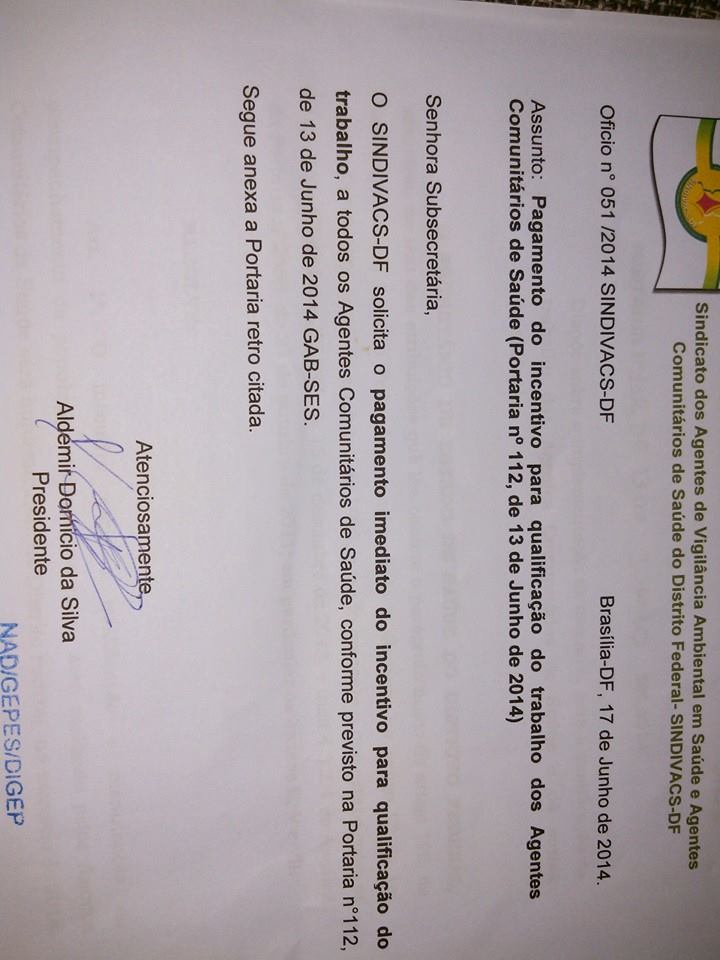 Sindicato dos Agentes de Vigilância Ambiental em Saúde e Agentes
Comunitários de Saúde do Distrito Federal- SINDIVACS-DF
Oficio n° 051 /2014 SINDIVACS-DF Brasília-DF, 17 de Junho de 2014.
Assunto: Pagamento do incentivo para qualificação do trabalho dos Agentes
Comunitários de Saúde (Portaria nº 112, de 13 de Junho de 2014)
Senhora Subsecretária,
O SINDIVACS-DF solicita o pagamento imediato do incentivo para qualificação do
trabalho, a todos os Agentes Comunitários de Saúde, conforme previsto na Portaria n°112,
de 13 de Junho de 2014 GAB-SES.
Segue anexa a Portaria retro citada.
Atenciosamente
Aldemir Domicio da Silva
Presidente
NAD/GEPES/DIGEP